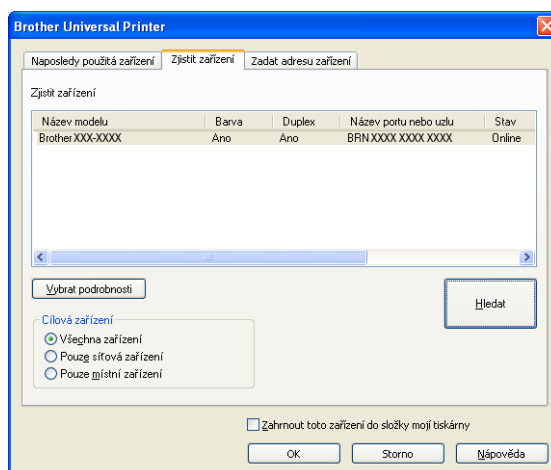 Brother Universal Printer
Naposledy použitá zařízení Zjistit zařízení Zadat adresu zařízení
Zjistit zařízení
Název modelu Barva Duplex Název portu nebo uzlu Stav
Brother XXX-XXXX Ano Ano BRN XXXX XXXX XXXX Online
Vybrat podrobnosti
Hledat
Cílová zařízení
Všechna zařízení
Pouze síťová zařízení
Pouze místní zařízení
Zahrnout toto zařízení do složky mojí tiskárny
OK Storno Nápověda